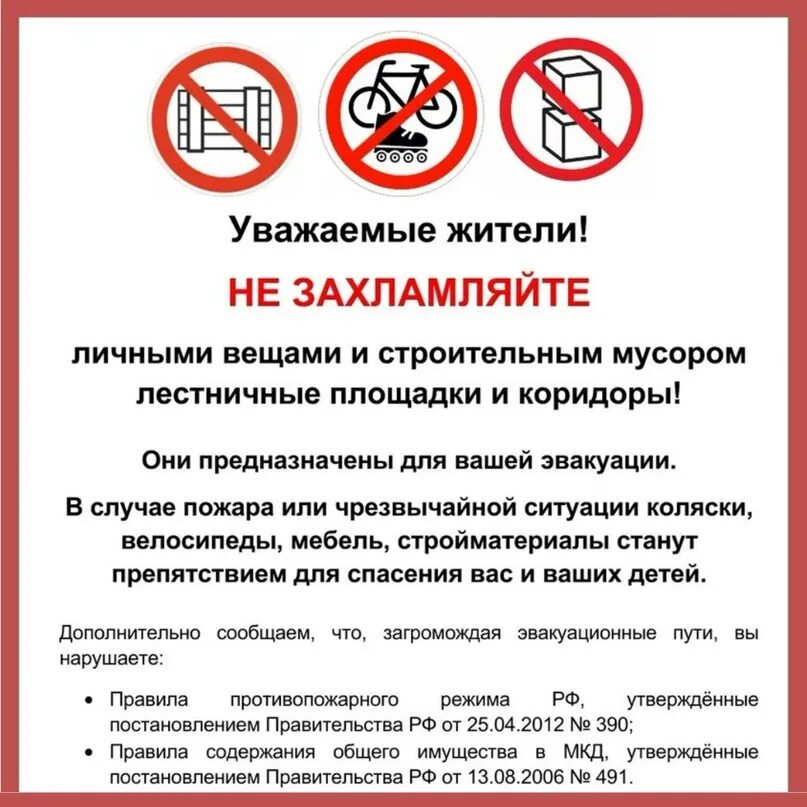 Уважаемые жители!
НЕ ЗАХЛАМЛЯЙТЕ
личными вещами и строительным мусором
лестничные площадки и коридоры!
Они предназначены для вашей эвакуации.
В случае пожара или чрезвычайной ситуации коляски,
велосипеды, мебель, стройматериалы станут
препятствием для спасения вас и ваших детей.
Дополнительно сообщаем, что, загромождая эвакуационные пути, вы
нарушаете:
• Правила противопожарного режима РФ, утверждённые
постановлением Правительства РФ от 25.04.2012 № 390;
• Правила содержания общего имущества в МКД, утверждённые
постановлением Правительства РФ от 13.08.2006 № 491.